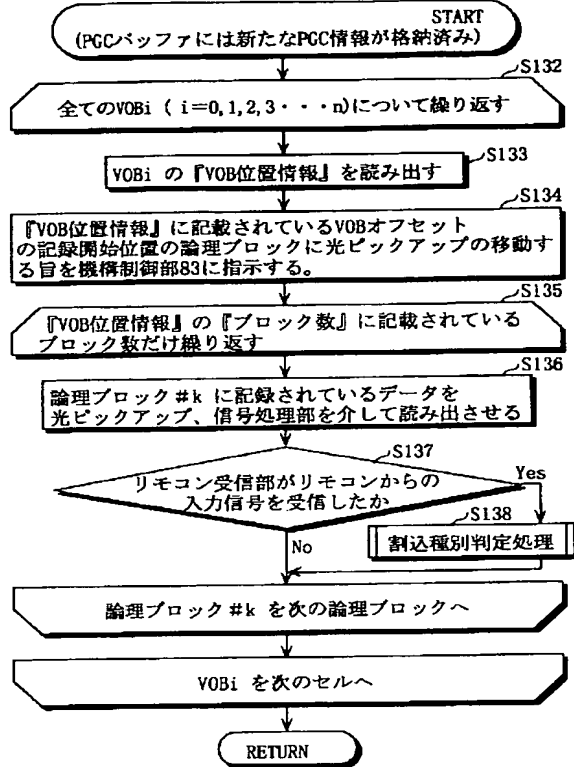 START
(PGCバッファには新たなPGC情報が格納済み)
S132
全てのVOBi ( i=0,1,2,3・・・n)について繰り返す
S133
VOBi の『VOB位置情報』を読み出す
S134
『VOB位置情報』に記載されているVOBオフセット
の記録開始位置の論理ブロックに光ピックアップの移動す
る旨を機構制御部83に指示する。
S135
『VOB位置情報』の『ブロック数』に記載されている
ブロック数だけ繰り返す
S136
論理ブロック#k に記録されているデータを
光ピックアップ、信号処理部を介して読み出させる
S137
リモコン受信部がリモコンからの
入力信号を受信したか
Yes
S138
割込種別判定処理
No
論理ブロック#k を次の論理ブロックへ
VOBi を次のセルへ
RETURN